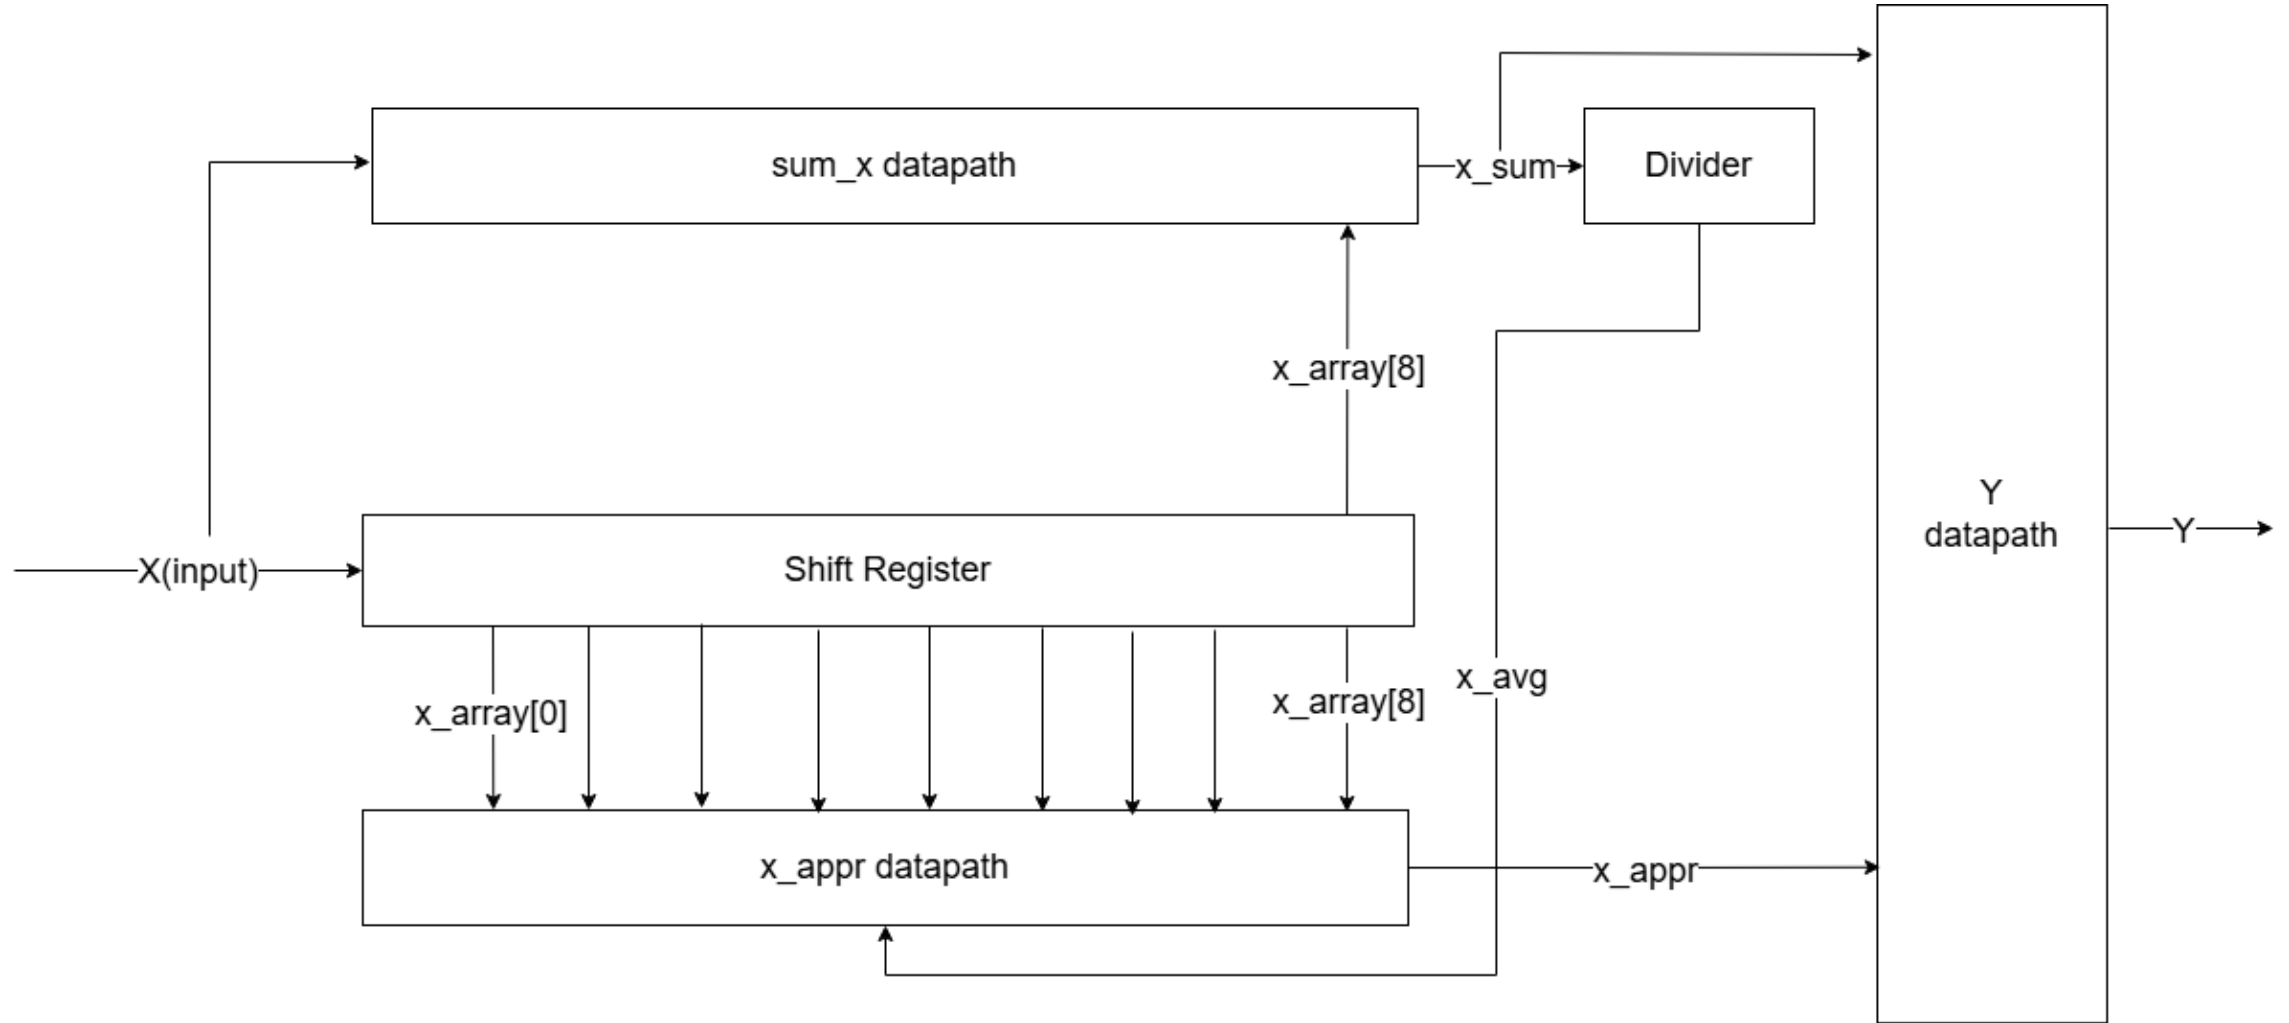 sum_x datapath
x_sum
Divider
x_array[8]
Y
datapath
Y
X(input)
Shift Register
x_array[0]
x_array[8]
x_avg
x_appr datapath
x_appr